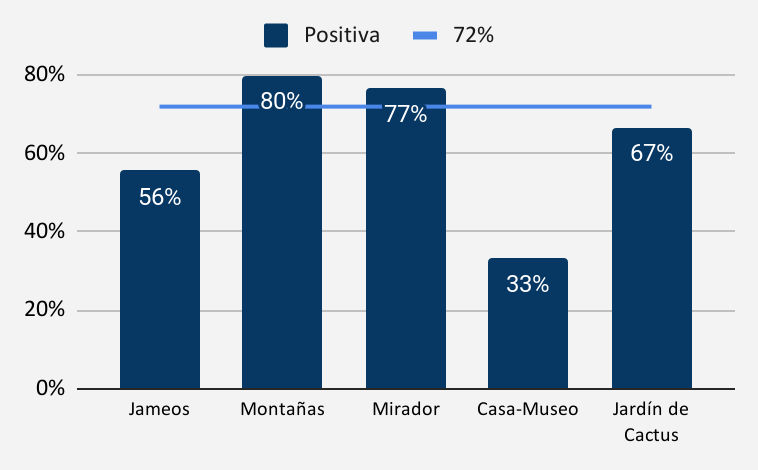 Positiva 72%
80%
60%
40%
20%
0%
56%
80%
77%
33%
67%
Jameos
Montañas
Mirador
Casa-Museo
Jardín de
Cactus